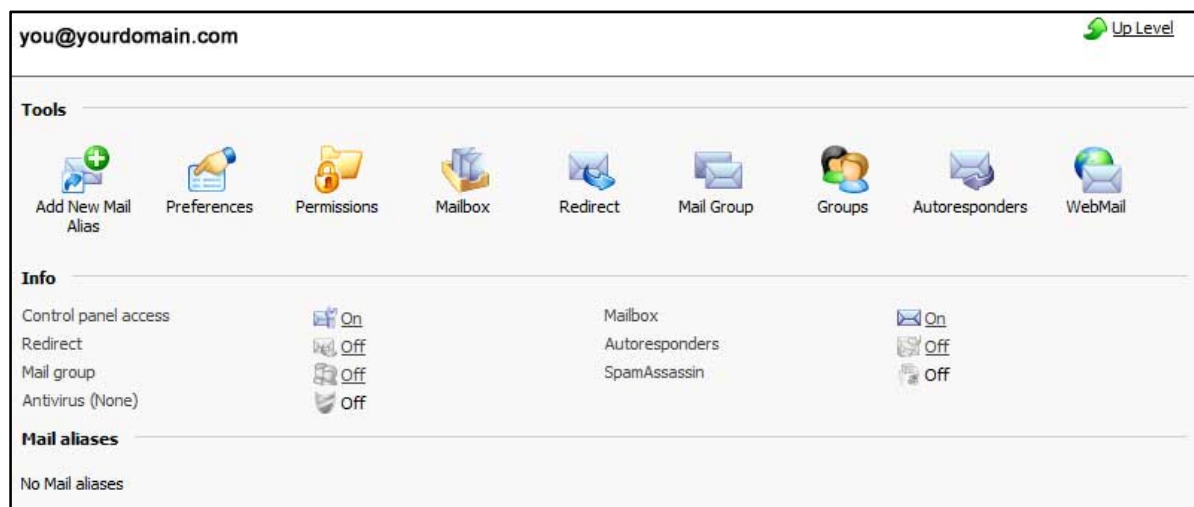 you@yourdomain.com
Up Level
Tools
Add New Mail Alias
Preferences
Permissions
Mailbox
Redirect
Mail Group
Groups
Autoresponders
WebMail
Info
Control panel access On
Mailbox On
Redirect Off
Autoresponders Off
Mail group Off
SpamAssassin Off
Antivirus (None) Off
Mail aliases
No Mail aliases